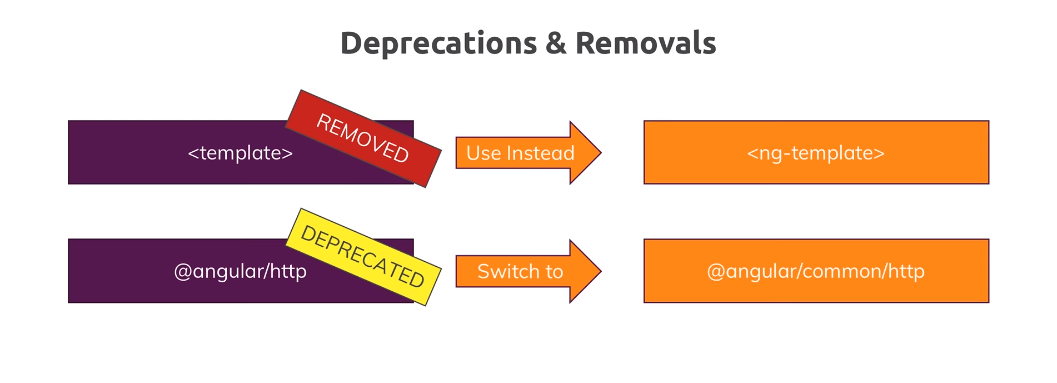 Deprecations & Removals
REMOVED
<template>
Use Instead
<ng-template>
DEPRECATED
@angular/http
Switch to
@angular/common/http